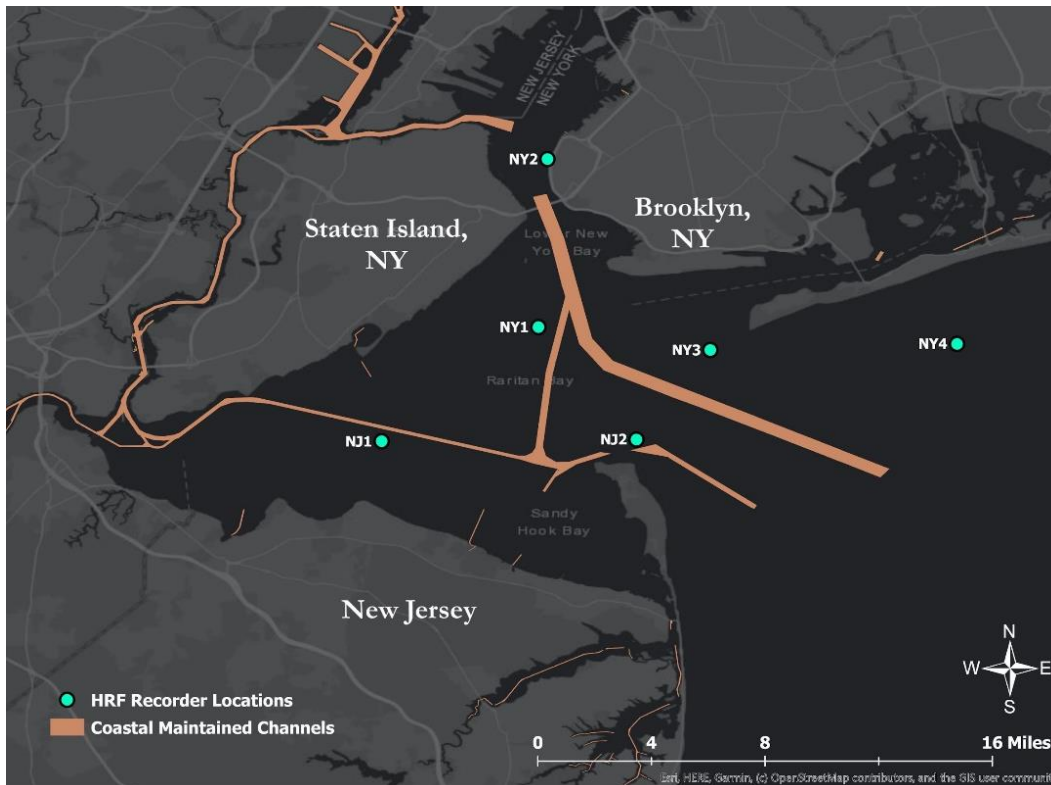 NEW JERSEY
NEW YORK
NY2
Staten Island,
NY
Brooklyn,
NY
Lower New
York Bay
NY1
NY3
NY4
Raritan Bay
NJ1
NJ2
Sandy
Hook Bay
New Jersey
N
W
E
S
HRF Recorder Locations
Coastal Maintained Channels
0
4
8
16 Miles
Esri, HERE, Garmin, (c) OpenStreetMap contributors, and the GIS user communit